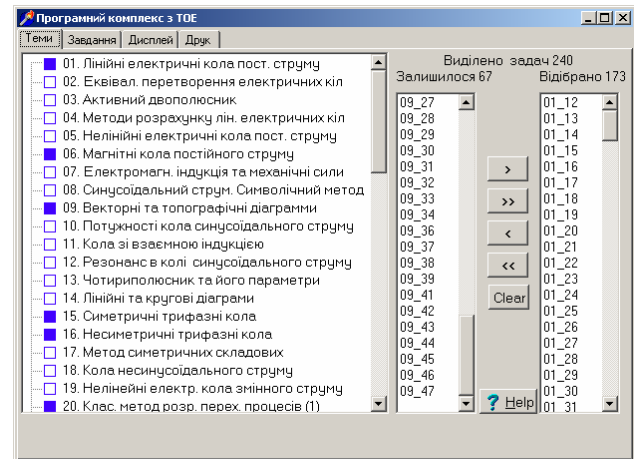 Програмний комплекс з ТОЕ
Теми Завдання Дисплей Друк
01. Лінійні електричні кола пост. струму
02. Еквівал. перетворення електричних кіл
03. Активний двополюсник
04. Методи розрахунку лін. електричних кіл
05. Нелінійні електричні кола пост. струму
06. Магнітні кола постійного струму
07. Електромагн. індукція та механічні сили
08. Синусоїдальний струм. Символічний метод
09. Векторні та топографічні діаграмми
10. Потужності кола синусоїдального струму
11. Кола зі взаємною індукцією
12. Резонанс в колі синусоїдального струму
13. Чотириполюсник та його параметри
14. Лінійні та кругові діаграми
15. Симетричні трифазні кола
16. Несиметричні трифазні кола
17. Метод симетричних складових
18. Кола несинусоїдального струму
19. Нелінейні електр. кола змінного струму
20. Клас. метод розр. перех. процесів (1)
Виділено задач 240
Залишилося 67 Відібрано 173
09_27
09_28
09_29
09_30
09_31
09_32
09_33
09_34
09_36
09_37
09_38
09_39
09_41
09_42
09_43
09_44
09_45
09_46
09_47
>
>>
<
<<
Clear
? Help
01_12
01_13
01_14
01_15
01_16
01_17
01_18
01_19
01_20
01_21
01_22
01_23
01_24
01_25
01_26
01_27
01_28
01_29
01_30
01_31